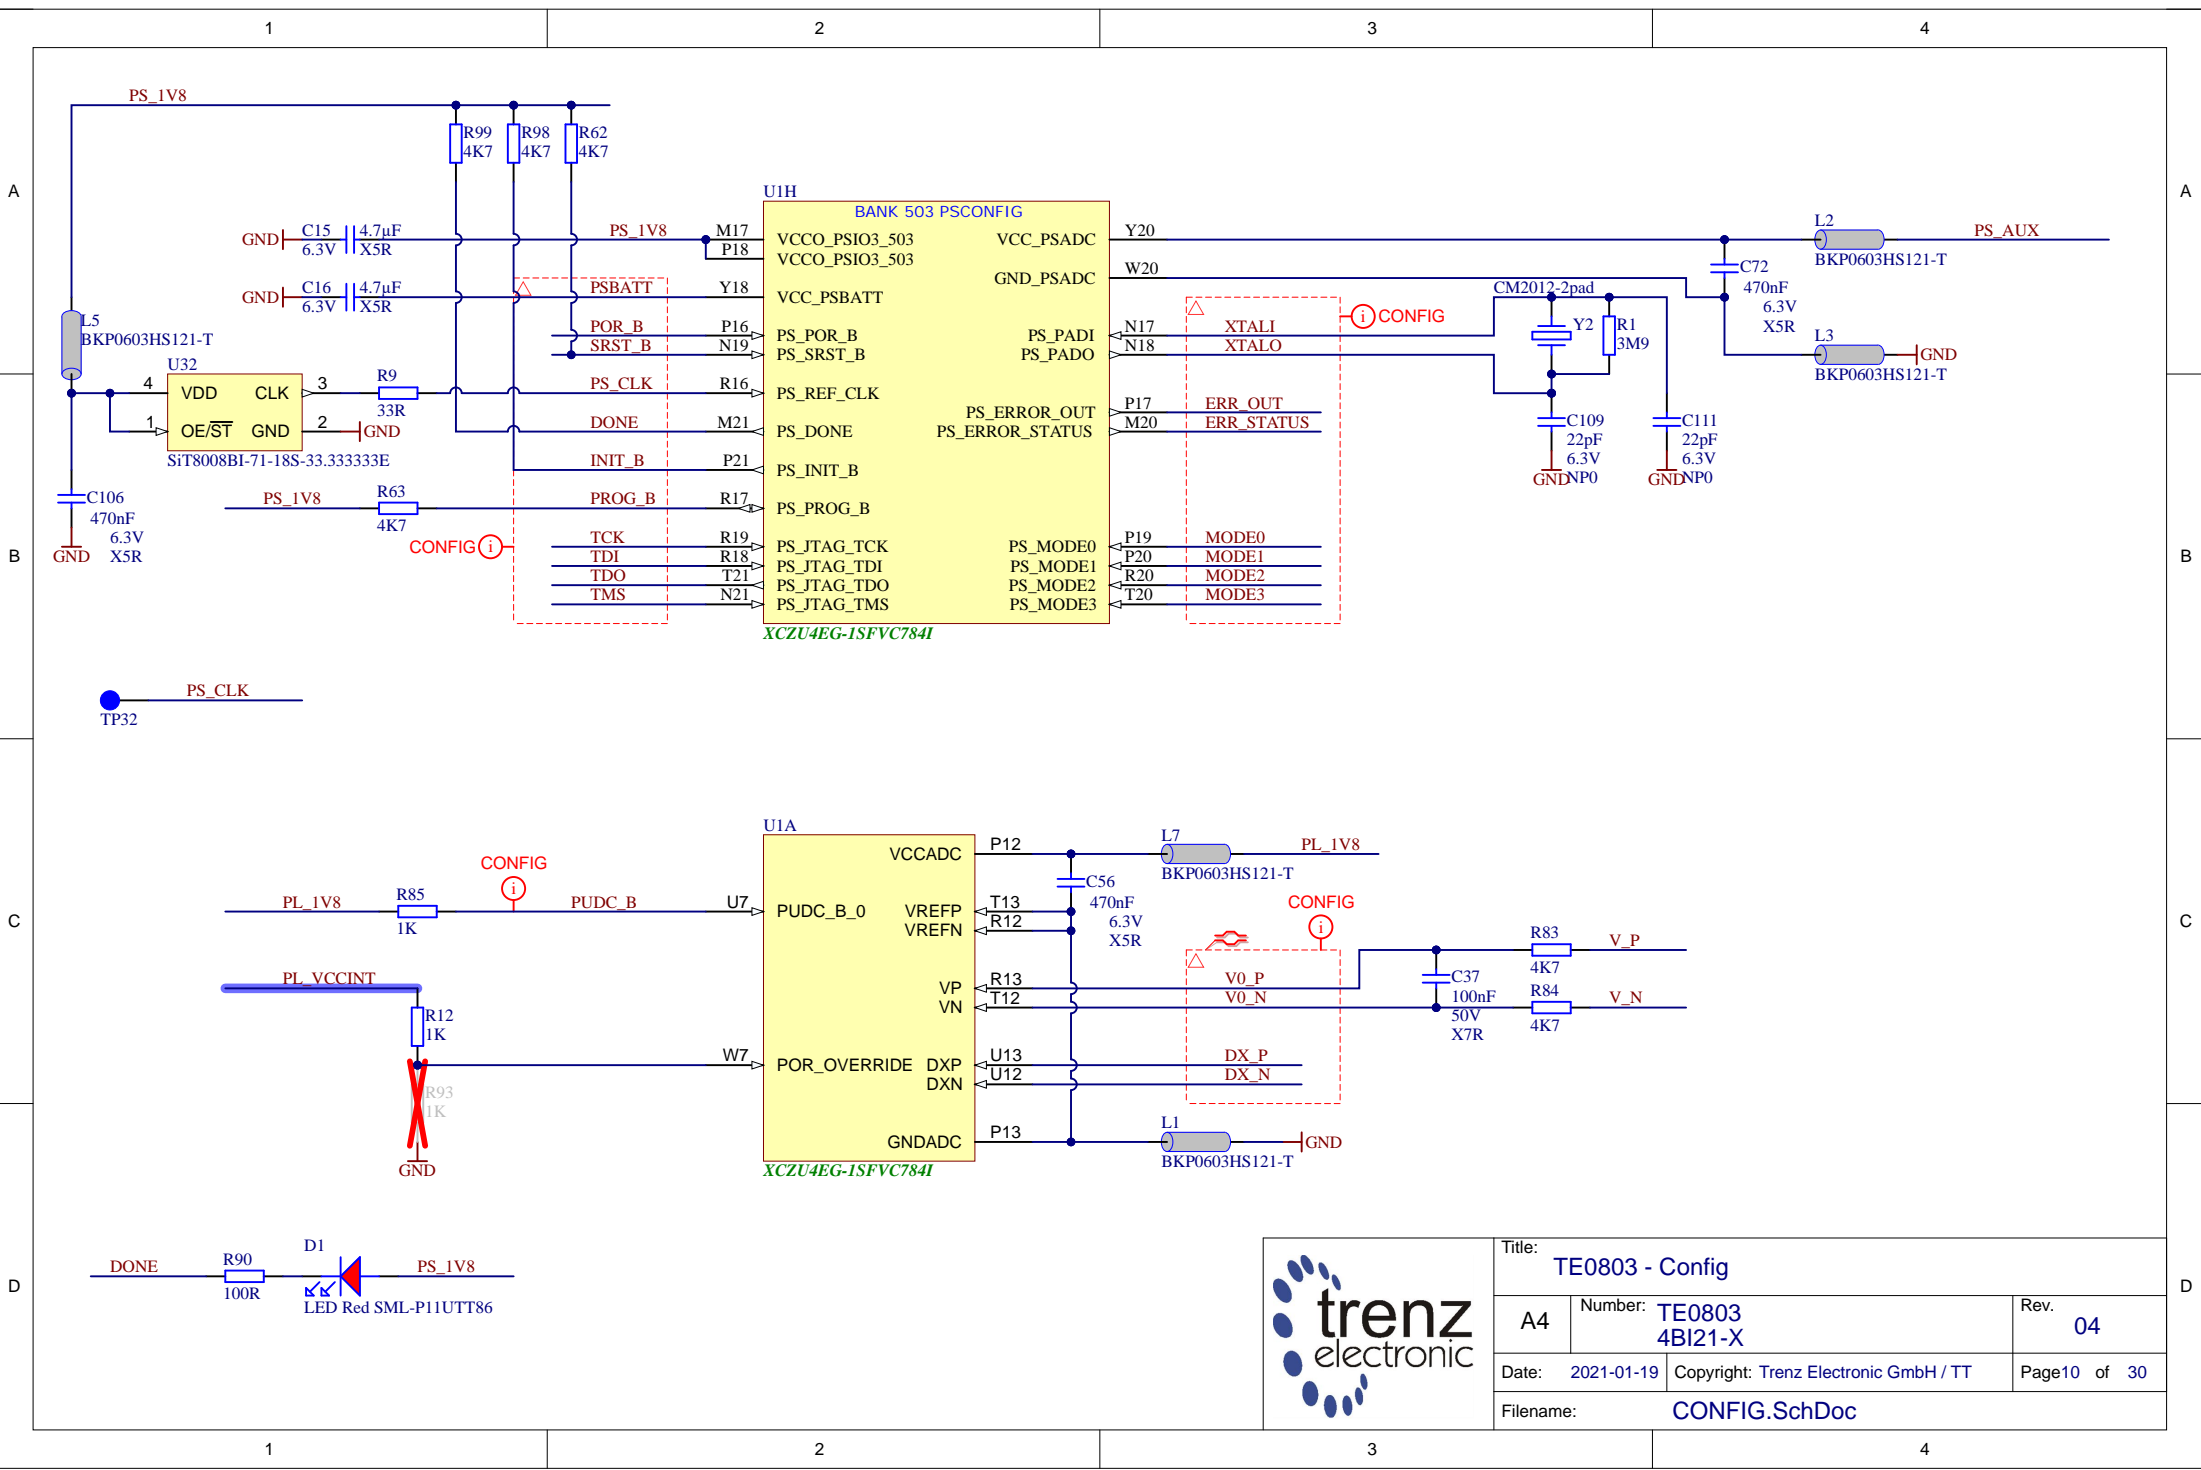 1
2
3
4
A
A
PS_1V8
R99
4K7
R98
4K7
R62
4K7
U1H
BANK 503 PSCONFIG
GND
C15
6.3V
4.7µF
X5R
PS_1V8
M17
P18
VCCO_PSIO3_503
VCCO_PSIO3_503
GND
C16
6.3V
4.7µF
X5R
PSBATT
Y18
VCC_PSBATT
POR_B
P16
PS_POR_B
SRST_B
N19
PS_SRST_B
L5
BKP0603HS121-T
U32
4
VDD
CLK
3
1
OE/ST
GND
2
GND
SiT8008BI-71-18S-33.333333E
R9
33R
PS_CLK
R16
PS_REF_CLK
DONE
M21
PS_DONE
INIT_B
P21
PS_INIT_B
C106
470nF
6.3V
X5R
GND
PS_1V8
R63
4K7
PROG_B
R17
PS_PROG_B
CONFIG
i
TCK
R19
PS_JTAG_TCK
TDI
R18
PS_JTAG_TDI
TDO
T21
PS_JTAG_TDO
TMS
N21
PS_JTAG_TMS
XCZU4EG-1SFVC784I
VCC_PSADC
Y20
GND_PSADC
W20
L2
BKP0603HS121-T
PS_AUX
C72
470nF
6.3V
X5R
L3
BKP0603HS121-T
GND
CM2012-2pad
i
CONFIG
PS_PADI
N17
XTALI
PS_PADO
N18
XTALO
Y2
R1
3M9
PS_ERROR_OUT
P17
ERR_OUT
PS_ERROR_STATUS
M20
ERR_STATUS
C109
22pF
6.3V
NP0
GND
C111
22pF
6.3V
NP0
GND
PS_MODE0
P19
MODE0
PS_MODE1
P20
MODE1
PS_MODE2
R20
MODE2
PS_MODE3
T20
MODE3
B
B
TP32
PS_CLK
C
C
U1A
VCCADC
P12
L7
BKP0603HS121-T
PL_1V8
CONFIG
i
PL_1V8
R85
1K
PUDC_B
U7
PUDC_B_0
VREFP
T13
VREFN
R12
C56
470nF
6.3V
X5R
CONFIG
i
PL_VCCINT
R12
1K
VP
R13
V0_P
VN
T12
V0_N
C37
100nF
50V
X7R
R83
4K7
V_P
R84
4K7
V_N
W7
POR_OVERRIDE
DXP
U13
DX_P
DXN
U12
DX_N
R93
1K
GND
GNDADC
P13
L1
BKP0603HS121-T
GND
XCZU4EG-1SFVC784I
D
D
DONE
R90
100R
D1
LED Red SML-P11UTT86
PS_1V8
trenz
electronic
Title:
TE0803 - Config
A4
Number:
TE0803
4BI21-X
Rev.
04
Date: 2021-01-19
Copyright: Trenz Electronic GmbH / TT
Page10 of 30
Filename:
CONFIG.SchDoc
1
2
3
4